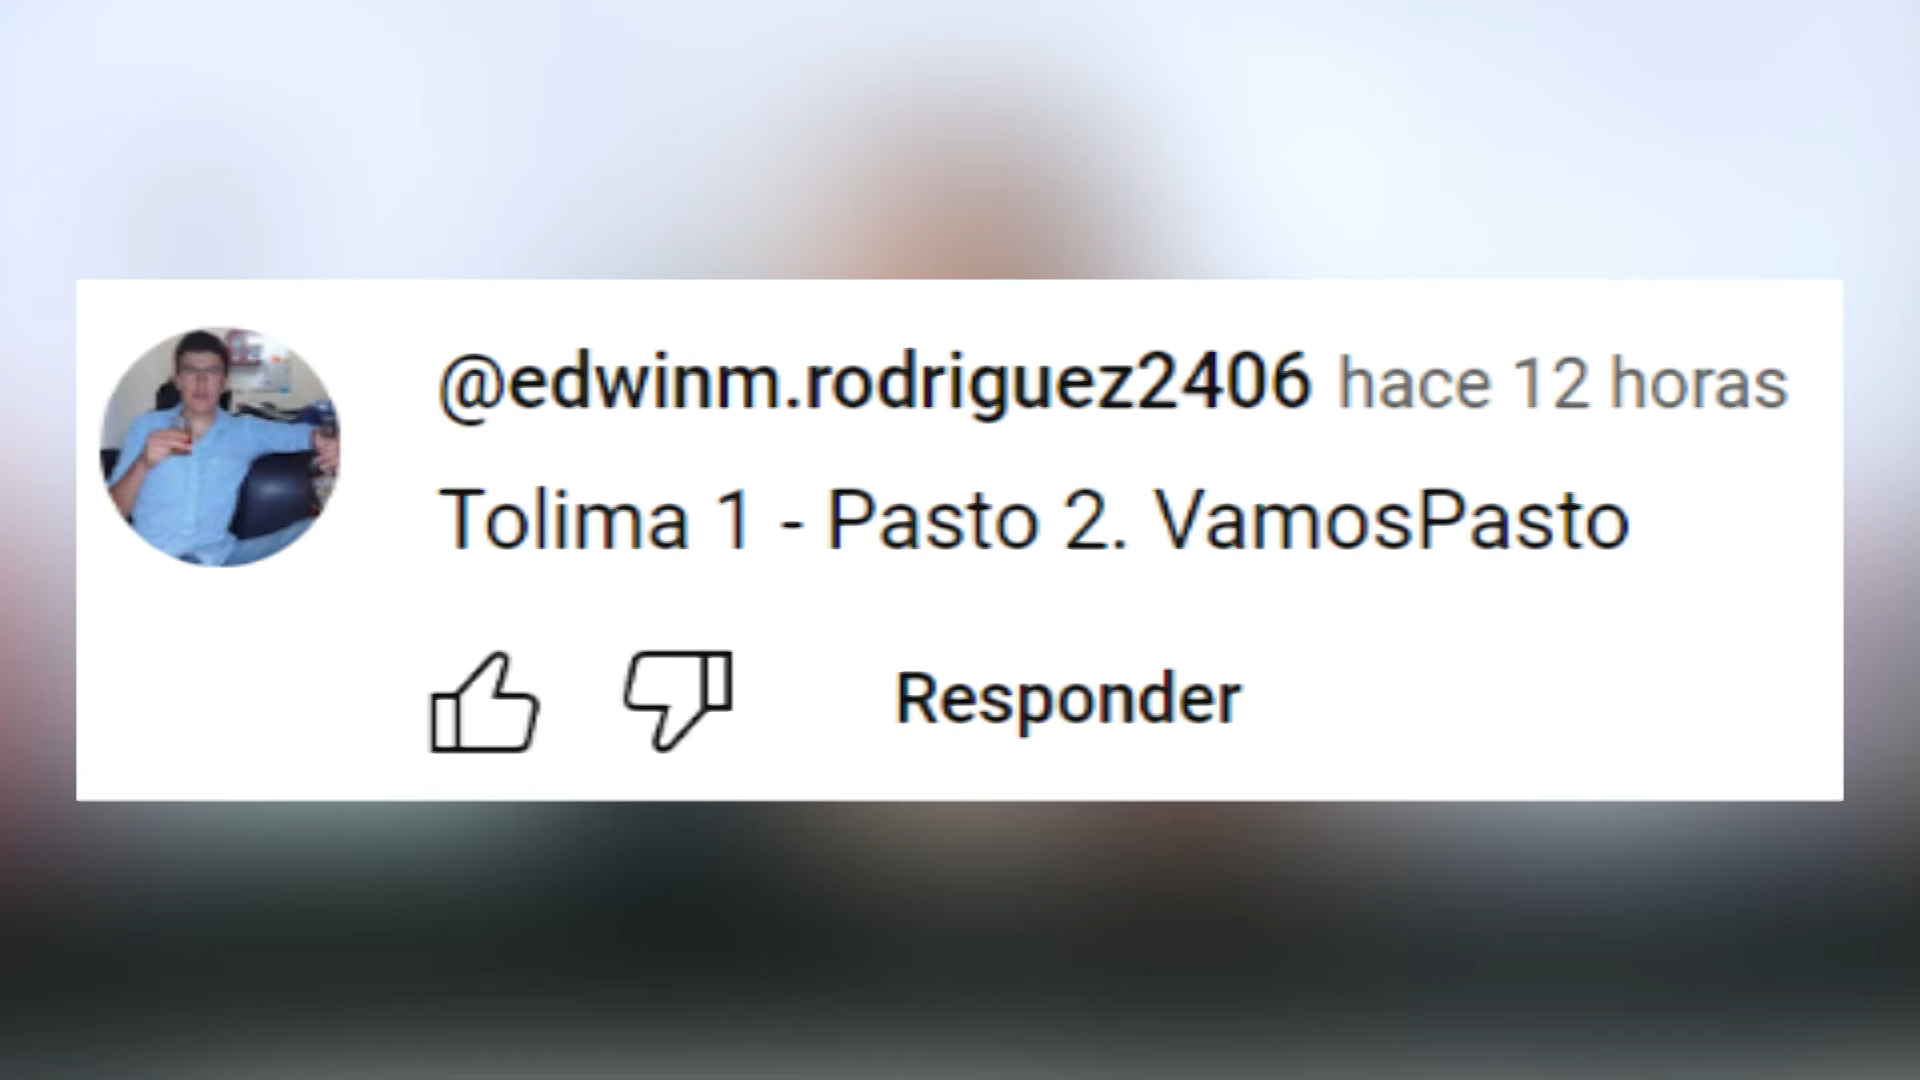 @edwinm.rodriguez2406 hace 12 horas
Tolima 1 - Pasto 2. VamosPasto
Responder